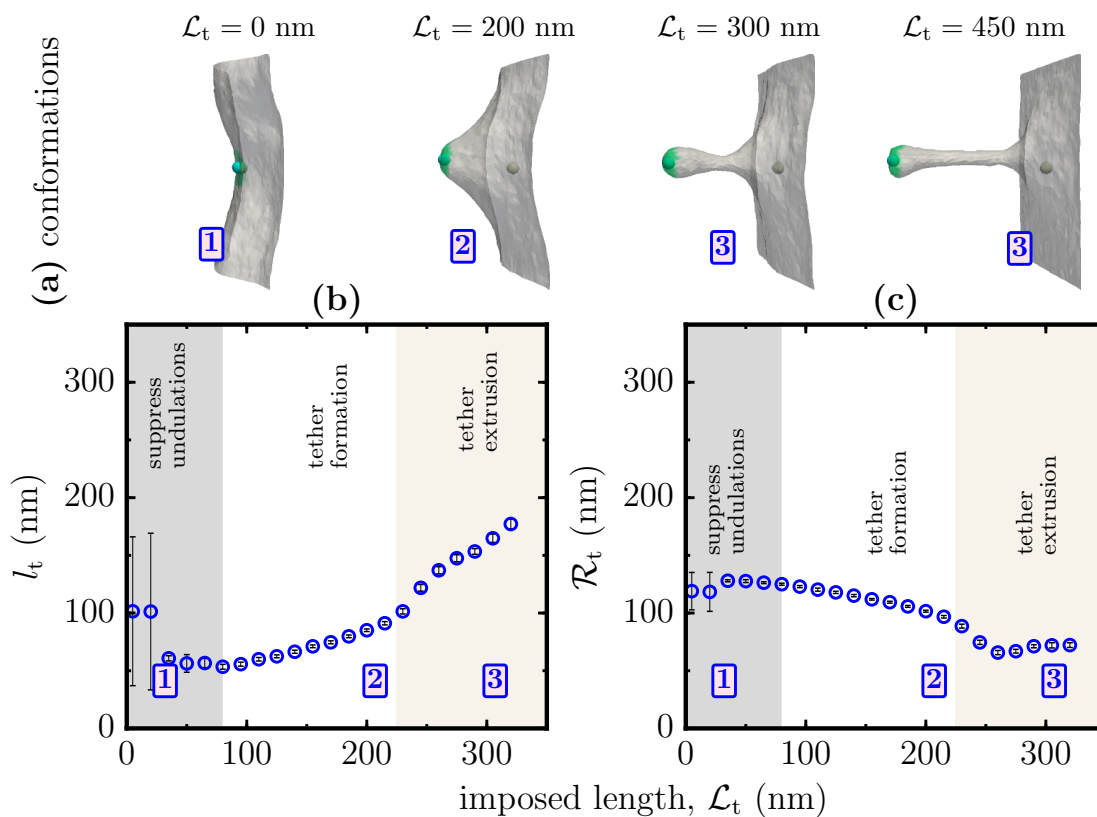 (a) conformations
𝓛ₜ = 0 nm
𝓛ₜ = 200 nm
𝓛ₜ = 300 nm
𝓛ₜ = 450 nm
1
2
3
3
(b)
lₜ (nm)
300
200
100
0
0
100
200
300
suppress
undulations
tether
formation
tether
extrusion
1
2
3
(c)
𝓡ₜ (nm)
300
200
100
0
0
100
200
300
suppress
undulations
tether
formation
tether
extrusion
1
2
3
imposed length, 𝓛ₜ (nm)